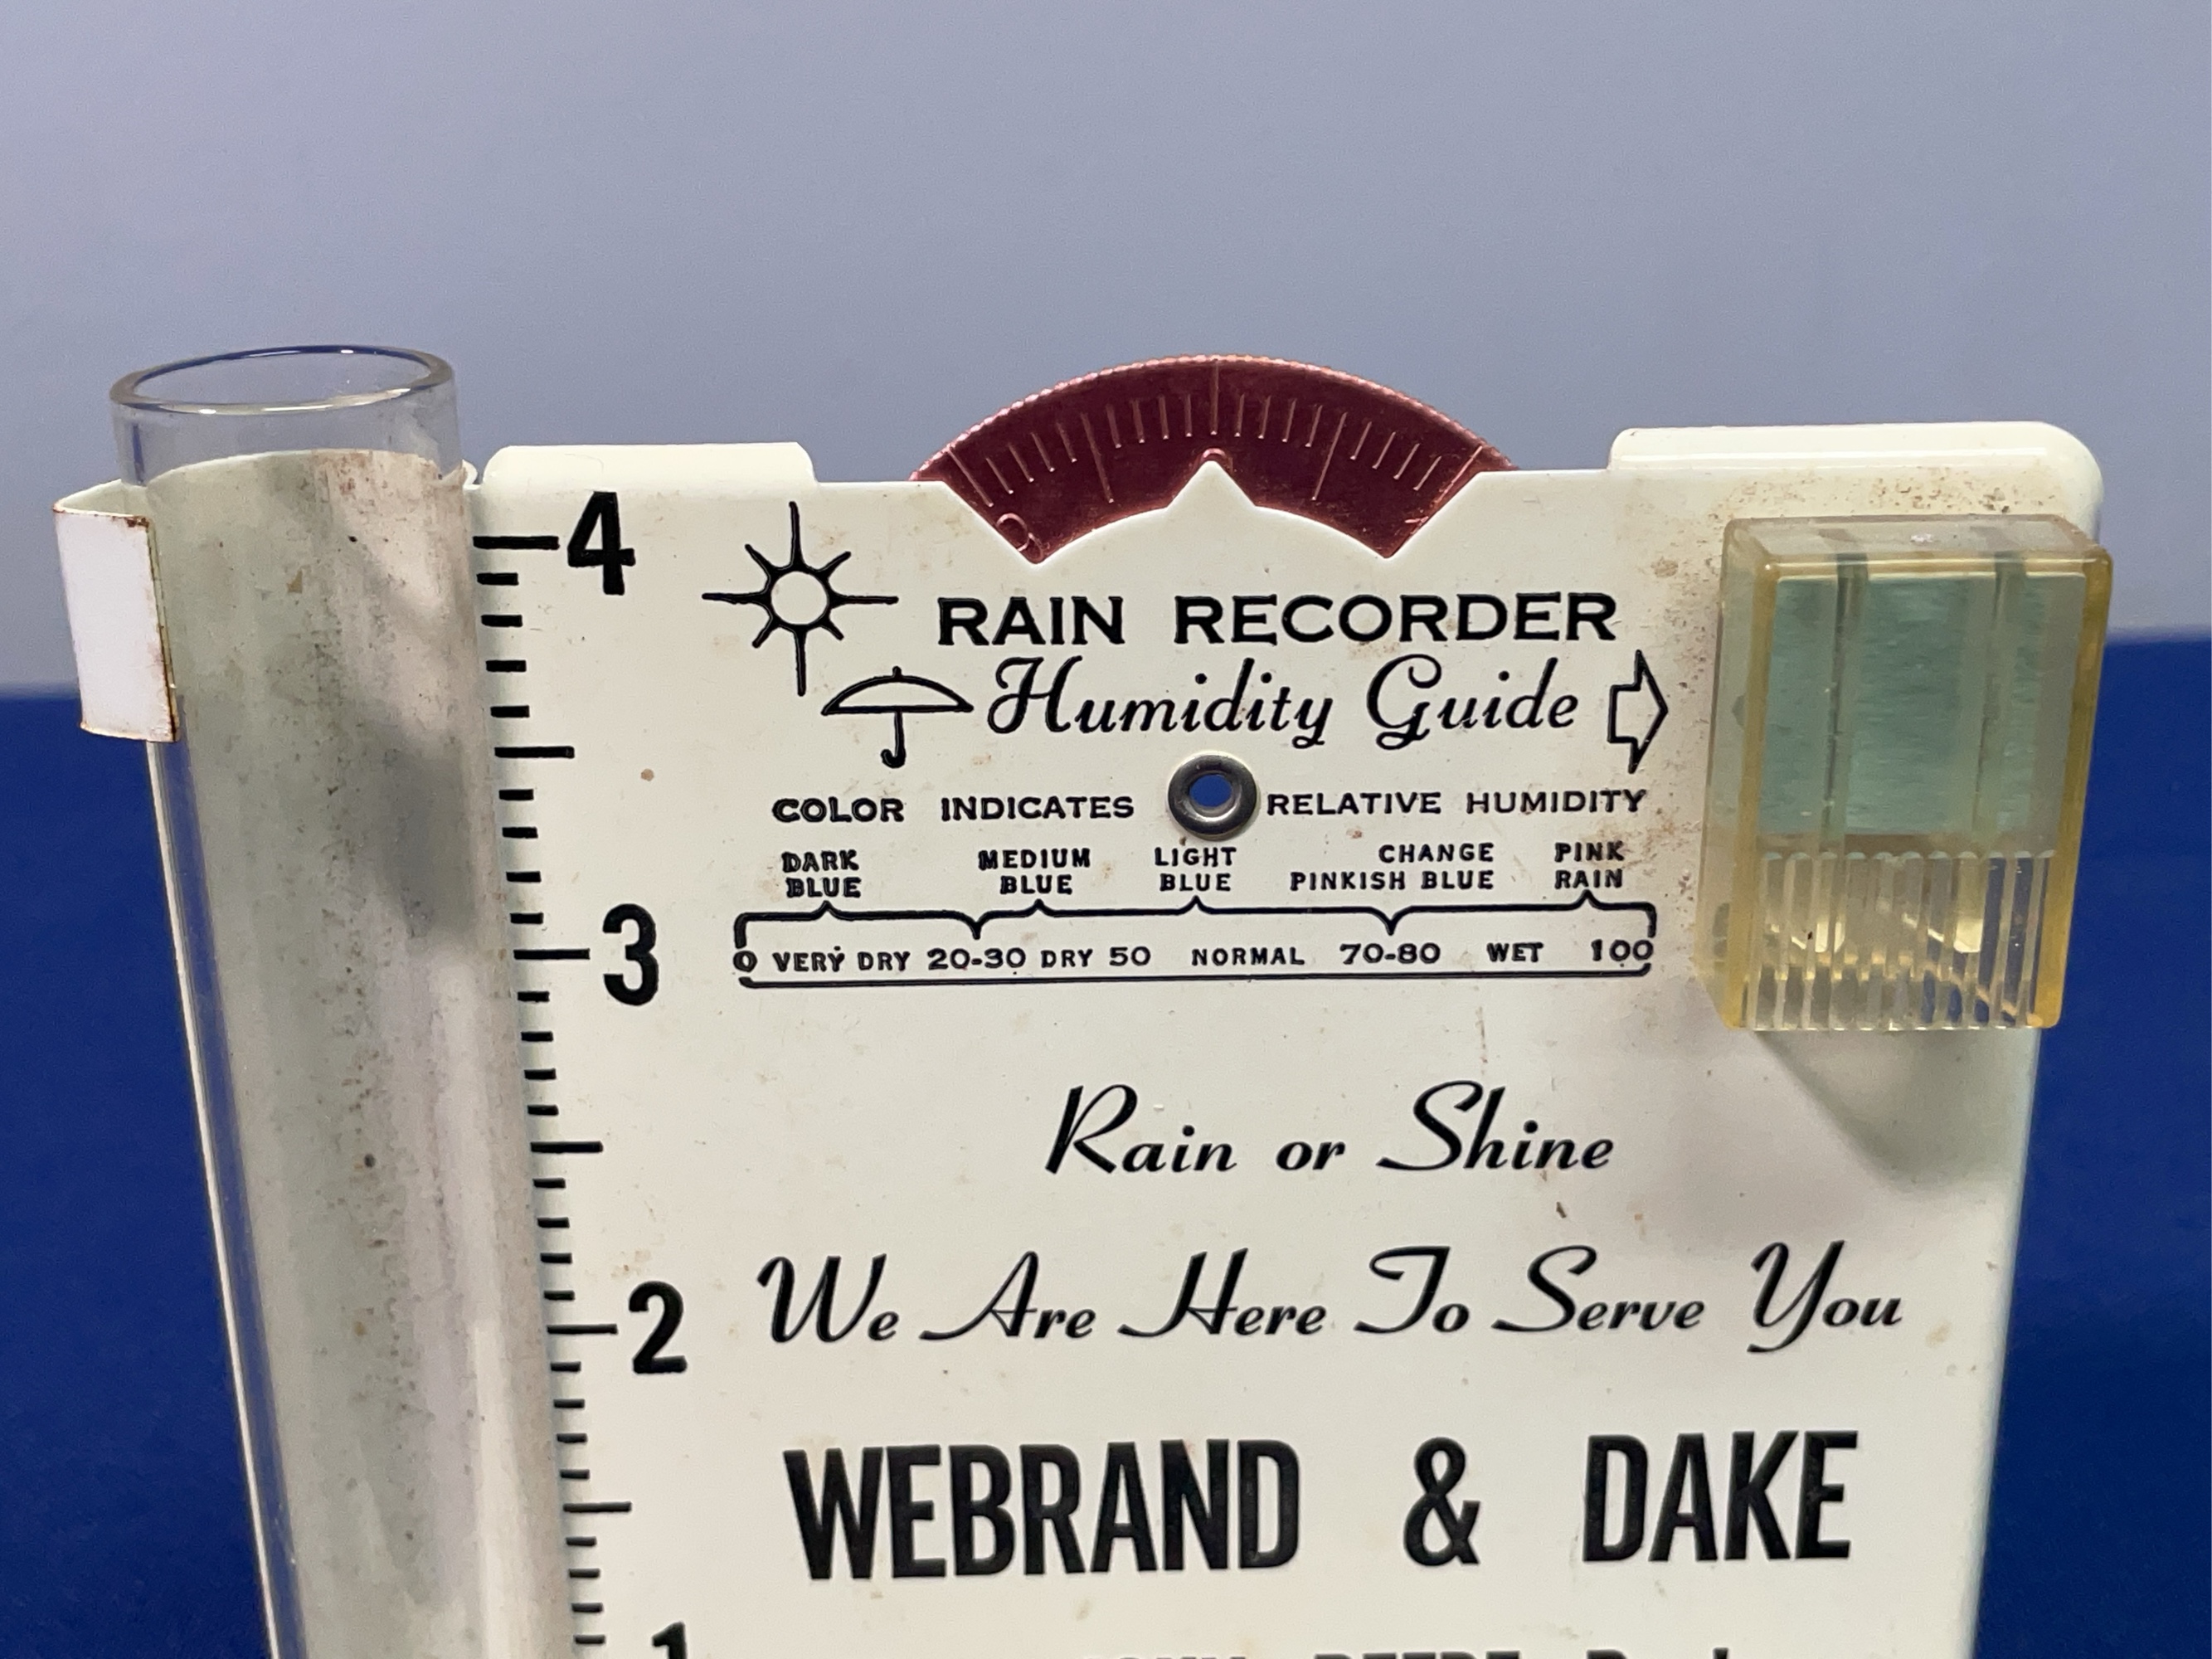 4
RAIN RECORDER
Humidity Guide
COLOR INDICATES RELATIVE HUMIDITY
DARK BLUE MEDIUM BLUE LIGHT BLUE CHANGE PINKISH BLUE PINK RAIN
0 VERY DRY 20-30 DRY 50 NORMAL 70-80 WET 100
3
Rain or Shine
2
We Are Here To Serve You
WEBRAND & DAKE
1